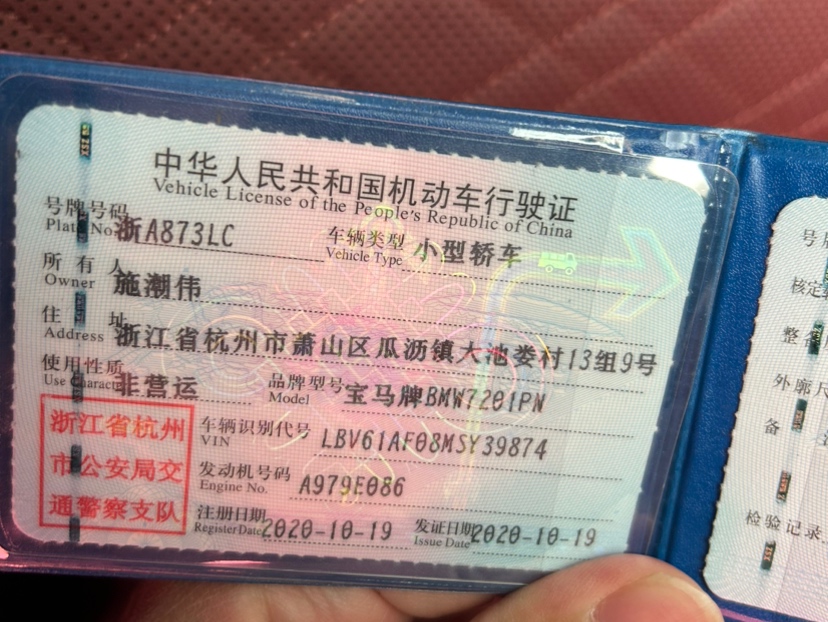 中华人民共和国机动车行驶证
Vehicle License of the People's Republic of China
号牌号码 浙A873LC 车辆类型 小型轿车
Plate No. Vehicle Type
所有人 施潮伟
Owner
住址 浙江省杭州市萧山区瓜沥镇大池娄村13组9号
Address
使用性质 非营运 品牌型号 宝马牌BMW7201PN
Use Character Model
浙江省杭州
市公安局交
通警察支队
车辆识别代号 LBV61AF08MSY39874
VIN
发动机号码 A979E086
Engine No.
注册日期 2020-10-19 发证日期 2020-10-19
Register Date Issue Date
号
核定
整
外廓尺
备
检验记录